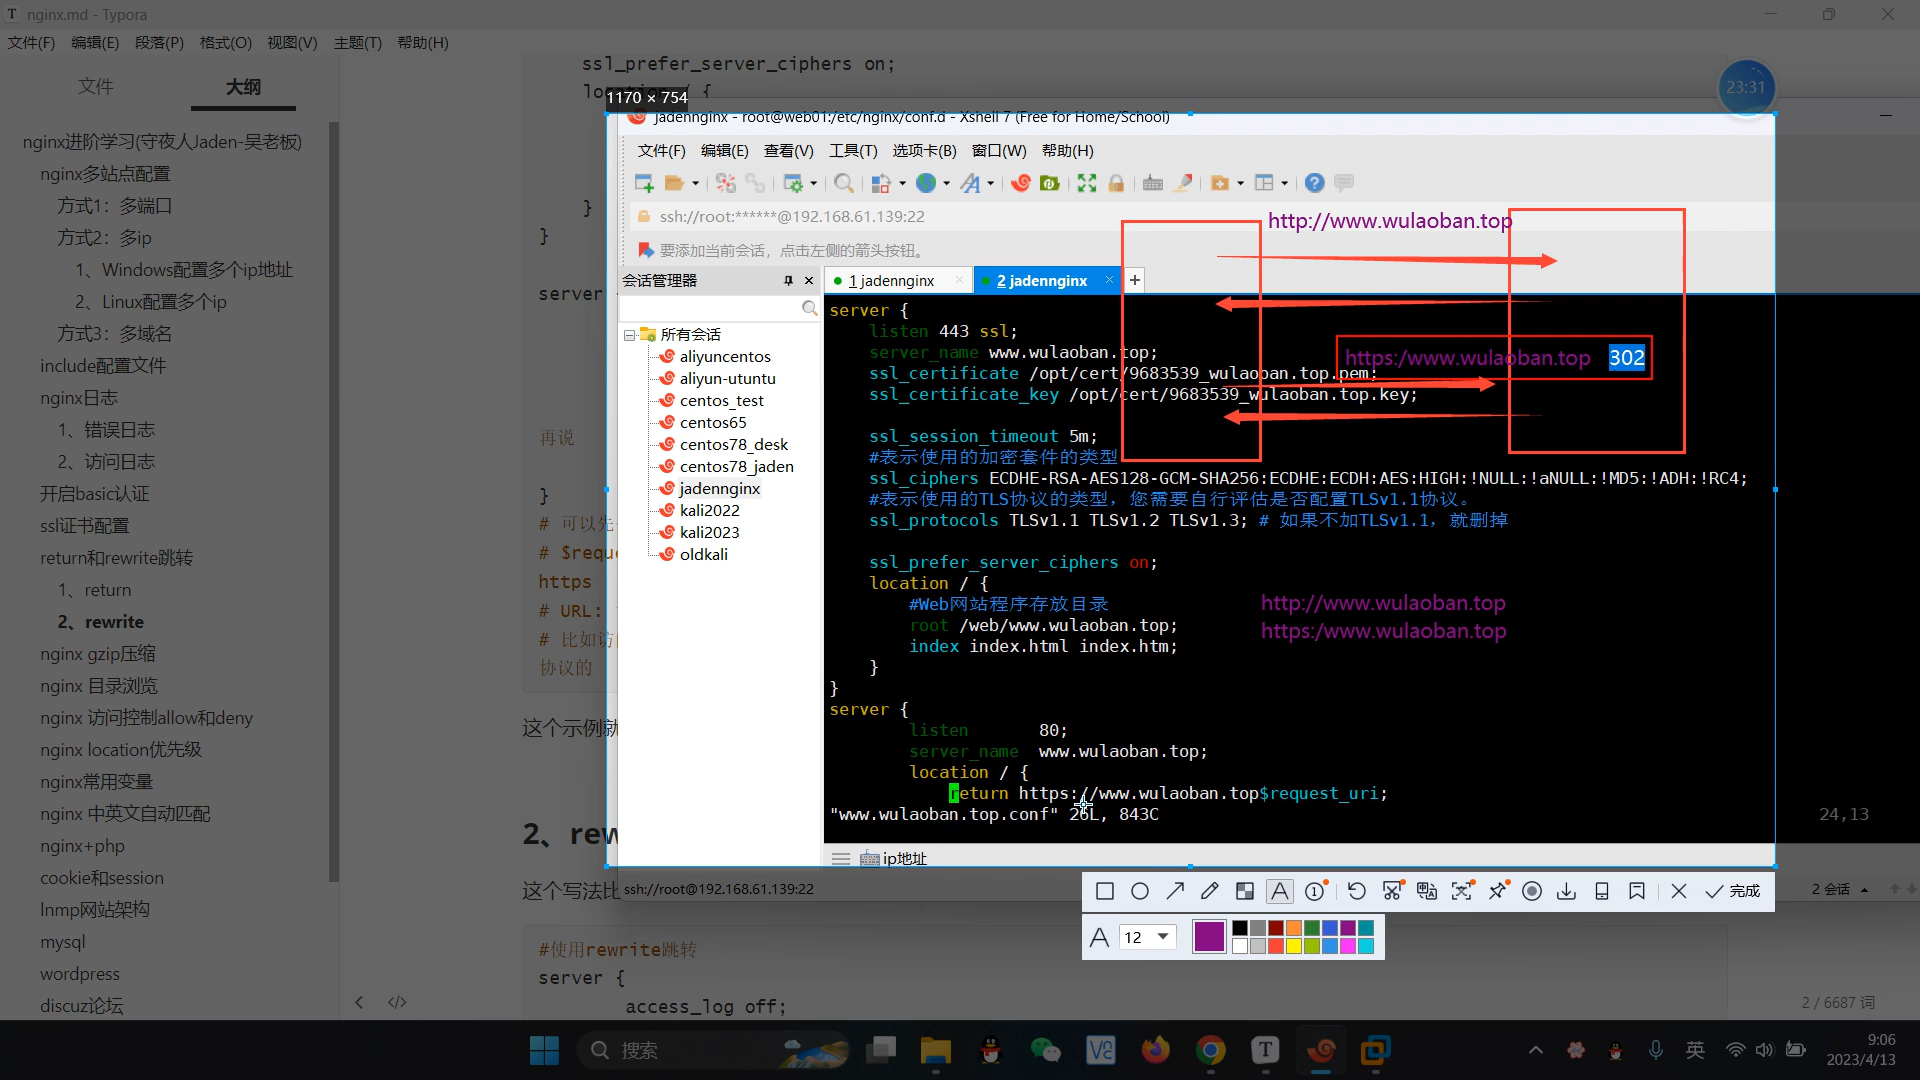 nginx.md - Typora
文件(F) 编辑(E) 段落(P) 格式(O) 视图(V) 主题(T) 帮助(H)
文件 大纲
nginx进阶学习(守夜人Jaden-吴老板)
nginx多站点配置
方式1：多端口
方式2：多ip
1、Windows配置多个ip地址
2、Linux配置多个ip
方式3：多域名
include配置文件
nginx日志
1、错误日志
2、访问日志
开启basic认证
ssl证书配置
return和rewrite跳转
1、return
2、rewrite
nginx gzip压缩
nginx 目录浏览
nginx 访问控制allow和deny
nginx location优先级
nginx常用变量
nginx 中英文自动匹配
nginx+php
cookie和session
lnmp网站架构
mysql
wordpress
discuz论坛
ssl_prefer_server_ciphers on;
{
}
}
server
再说
}
# 可以先
# $requ
https
# URL:
# 比如访
协议的
这个示例就
2、rew
这个写法比
#使用rewrite跳转
server {
access_log off;
2 / 6687 词
23:31
1170 × 754
jadennginx - root@web01:/etc/nginx/conf.d - Xshell 7 (Free for Home/School)
文件(F) 编辑(E) 查看(V) 工具(T) 选项卡(B) 窗口(W) 帮助(H)
ssh://root:******@192.168.61.139:22
要添加当前会话，点击左侧的箭头按钮。
会话管理器
1 jadennginx
2 jadennginx
所有会话
aliyuncentos
aliyun-utuntu
centos_test
centos65
centos78_desk
centos78_jaden
jadennginx
kali2022
kali2023
oldkali
server {
listen 443 ssl;
server_name www.wulaoban.top;
ssl_certificate /opt/cert/9683539_wulaoban.top.pem;
ssl_certificate_key /opt/cert/9683539_wulaoban.top.key;
ssl_session_timeout 5m;
#表示使用的加密套件的类型
ssl_ciphers ECDHE-RSA-AES128-GCM-SHA256:ECDHE:ECDH:AES:HIGH:!NULL:!aNULL:!MD5:!ADH:!RC4;
#表示使用的TLS协议的类型，您需要自行评估是否配置TLSv1.1协议。
ssl_protocols TLSv1.1 TLSv1.2 TLSv1.3; # 如果不加TLSv1.1，就删掉
ssl_prefer_server_ciphers on;
location / {
#Web网站程序存放目录
root /web/www.wulaoban.top;
index index.html index.htm;
}
}
server {
listen 80;
server_name www.wulaoban.top;
location / {
return https://www.wulaoban.top$request_uri;
"www.wulaoban.top.conf" 26L, 843C
24,13
http://www.wulaoban.top
https:/www.wulaoban.top 302
http://www.wulaoban.top
https:/www.wulaoban.top
ip地址
ssh://root@192.168.61.139:22
2 会话
完成
12
搜索
英
9:06
2023/4/13